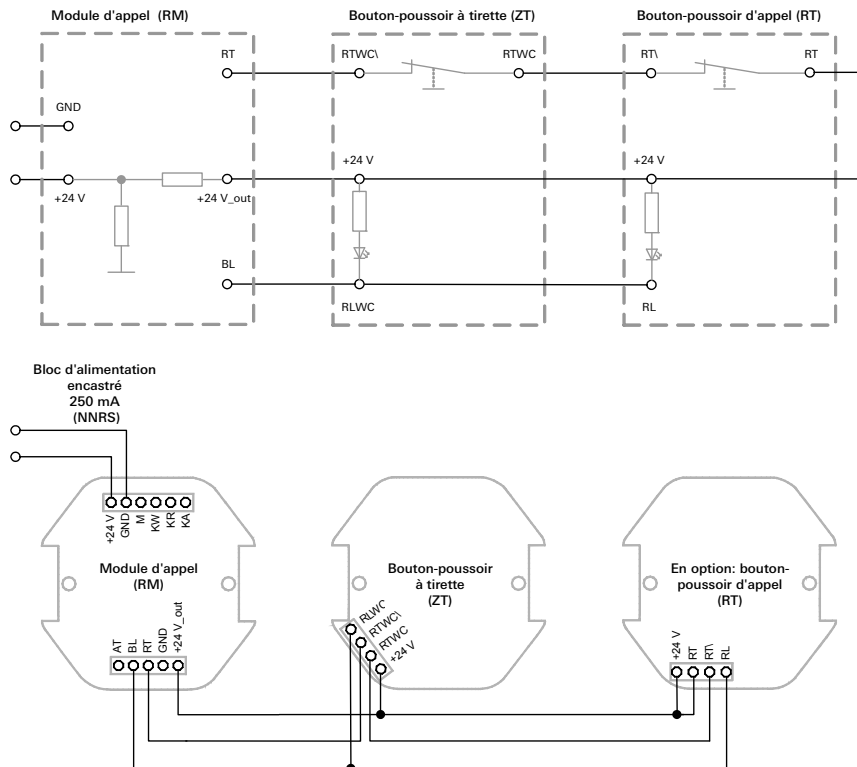 Module d'appel (RM)
Bouton-poussoir à tirette (ZT)
Bouton-poussoir d'appel (RT)
RT
RTWC\
RTWC
RT\
RT
GND
+24 V
+24 V_out
+24 V
+24 V
BL
RLWC
RL
Bloc d'alimentation
encastré
250 mA
(NNRS)
+24 V
GND
M
KW
KR
KA
Module d'appel
(RM)
AT
BL
RT
GND
+24 V_out
Bouton-poussoir
à tirette
(ZT)
RLWC
RTWC\
RTWC
+24 V
En option: bouton-
poussoir d'appel
(RT)
+24 V
RT
RT\
RL